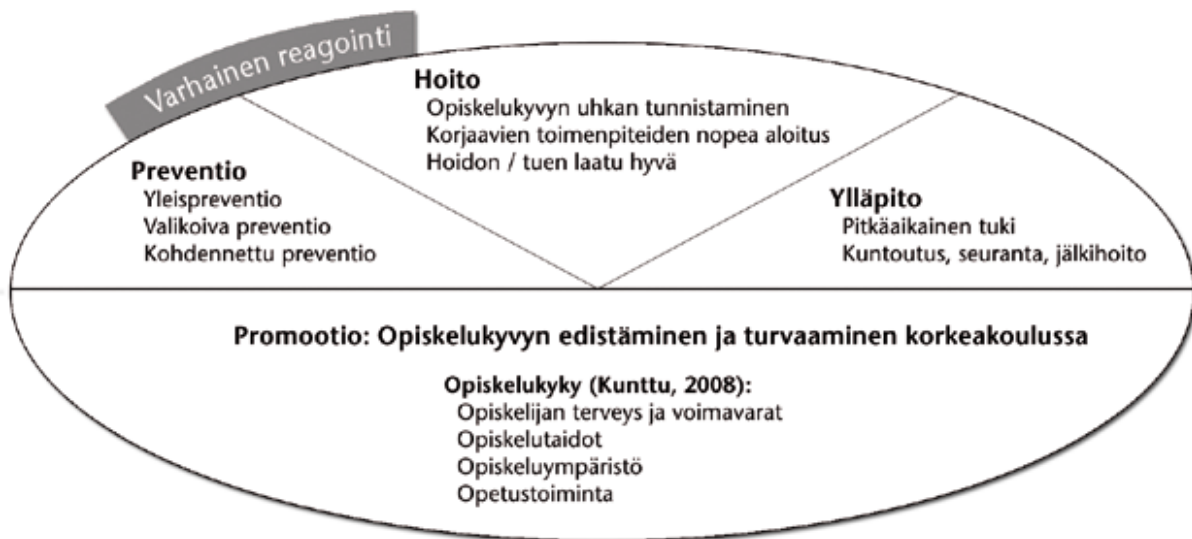 Varhainen reagointi
Hoito
Opiskelukyvyn uhkan tunnistaminen
Korjaavien toimenpiteiden nopea aloitus
Hoidon / tuen laatu hyvä
Preventio
Yleispreventio
Valikoiva preventio
Kohdennettu preventio
Ylläpito
Pitkäaikainen tuki
Kuntoutus, seuranta, jälkihoito
Promootio: Opiskelukyvyn edistäminen ja turvaaminen korkeakoulussa
Opiskelukyky (Kunttu, 2008):
Opiskelijan terveys ja voimavarat
Opiskelutaidot
Opiskeluympäristö
Opetustoiminta